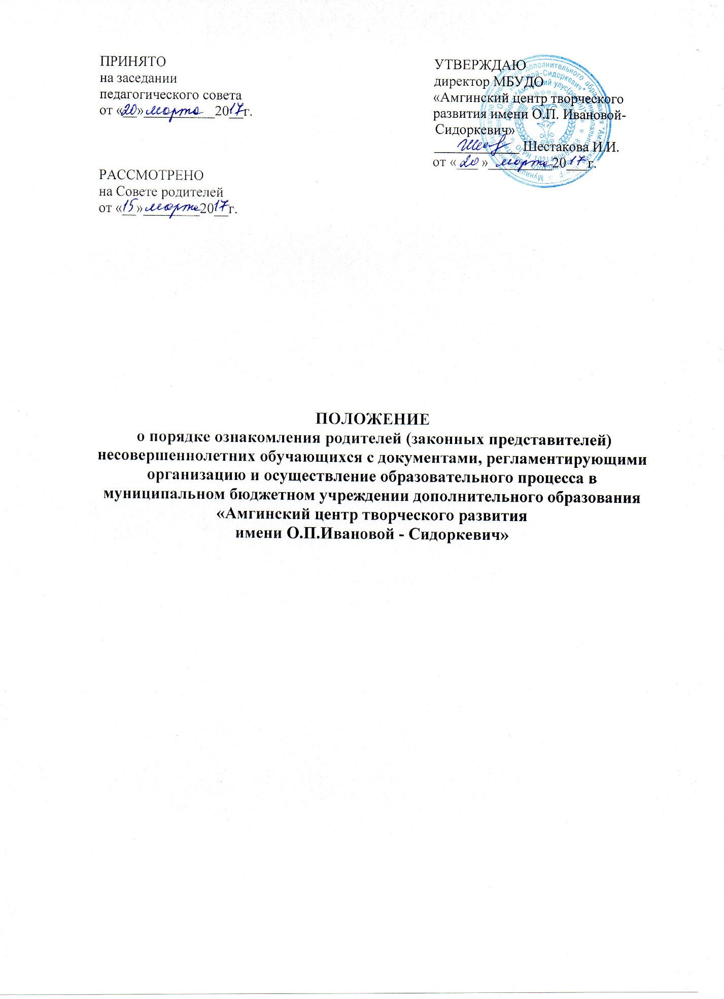 ПРИНЯТО
на заседании
педагогического совета
от «20» марта 2017г.
РАССМОТРЕНО
на Совете родителей
от «15» марта 2017г.
УТВЕРЖДАЮ
директор МБУДО
«Амгинский центр творческого
развития имени О.П. Ивановой-
Сидоркевич»
Шестакова И.И.
от «20» марта 2017г.
ПОЛОЖЕНИЕ
о порядке ознакомления родителей (законных представителей)
несовершеннолетних обучающихся с документами, регламентирующими
организацию и осуществление образовательного процесса в
муниципальном бюджетном учреждении дополнительного образования
«Амгинский центр творческого развития
имени О.П.Ивановой - Сидоркевич»